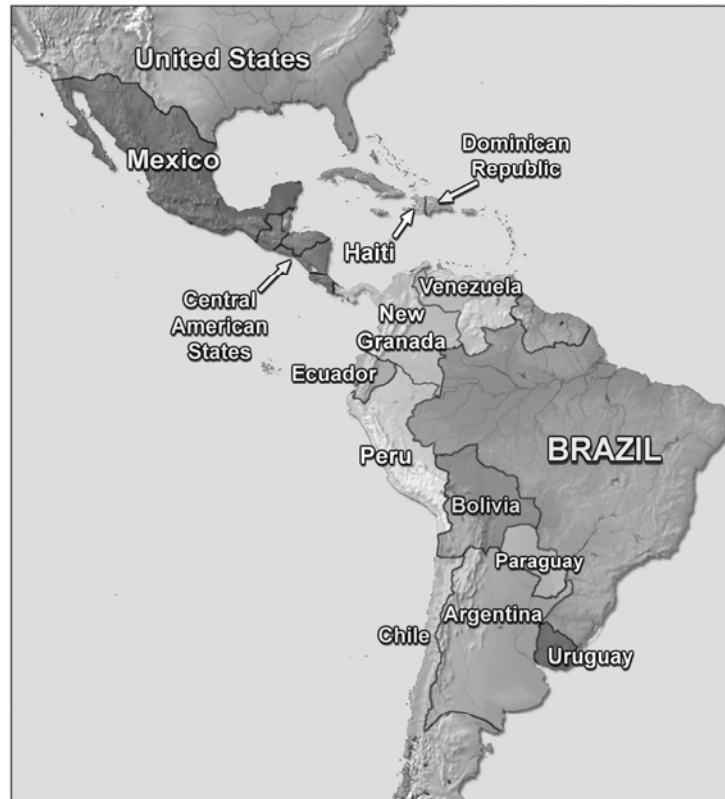 United States
Mexico
Dominican
Republic
Haiti
Central
American
States
Venezuela
New
Granada
Ecuador
Peru
BRAZIL
Bolivia
Paraguay
Argentina
Chile
Uruguay